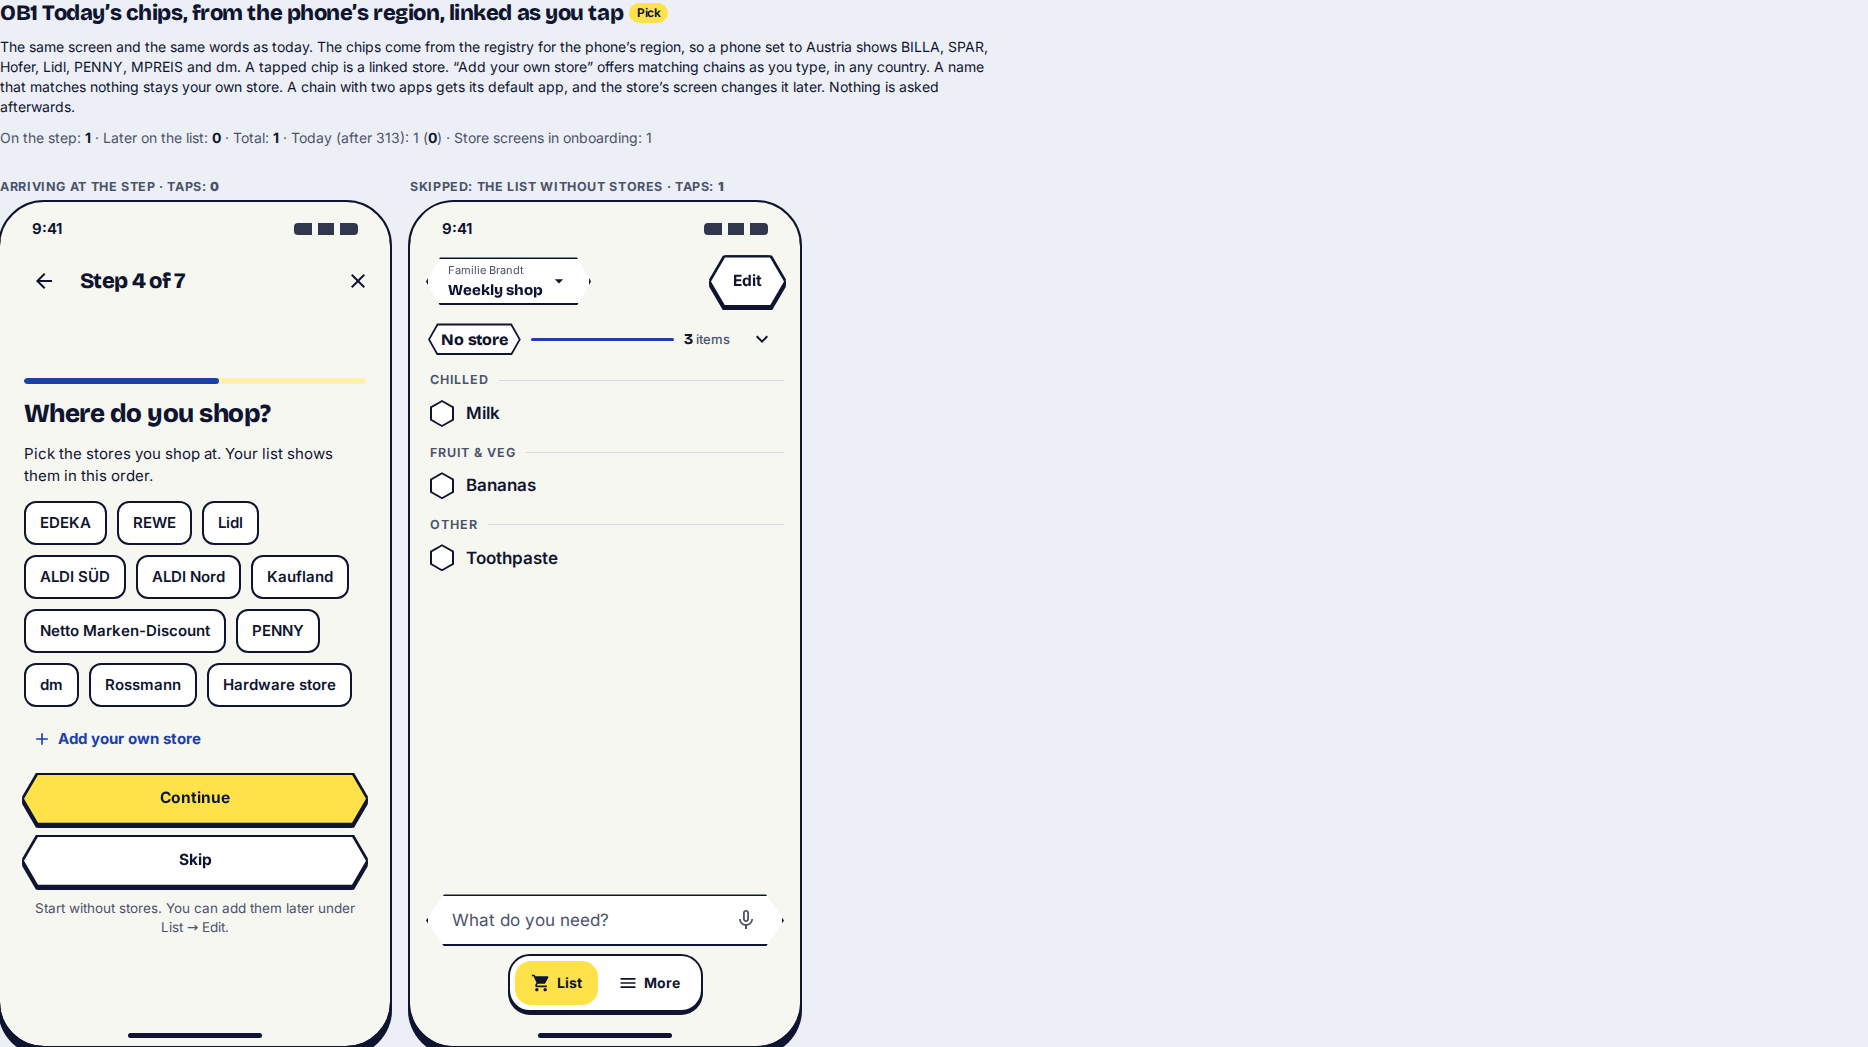 OB1 Today’s chips, from the phone’s region, linked as you tap Pick
The same screen and the same words as today. The chips come from the registry for the phone’s region, so a phone set to Austria shows BILLA, SPAR,
Hofer, Lidl, PENNY, MPREIS and dm. A tapped chip is a linked store. “Add your own store” offers matching chains as you type, in any country. A name
that matches nothing stays your own store. A chain with two apps gets its default app, and the store’s screen changes it later. Nothing is asked
afterwards.
On the step: 1 · Later on the list: 0 · Total: 1 · Today (after 313): 1 (0) · Store screens in onboarding: 1
ARRIVING AT THE STEP · TAPS: 0
9:41
Step 4 of 7
Where do you shop?
Pick the stores you shop at. Your list shows
them in this order.
EDEKA REWE Lidl
ALDI SÜD ALDI Nord Kaufland
Netto Marken-Discount PENNY
dm Rossmann Hardware store
+ Add your own store
Continue
Skip
Start without stores. You can add them later under
List → Edit.
SKIPPED: THE LIST WITHOUT STORES · TAPS: 1
9:41
Familie Brandt
Weekly shop
Edit
No store 3 items
CHILLED
Milk
FRUIT & VEG
Bananas
OTHER
Toothpaste
What do you need?
List More